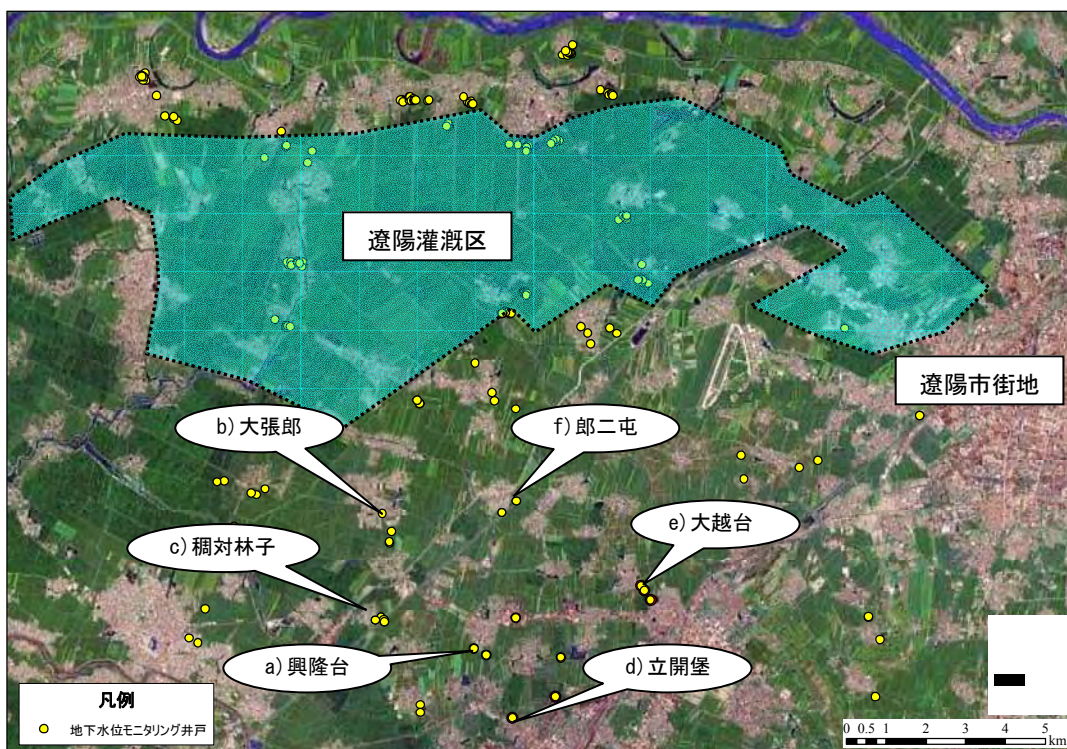 遼陽灌漑区
遼陽市街地
b）大張郎
f）郎二屯
e）大越台
c）稠対林子
a）興隆台
d）立開堡
凡例
地下水位モニタリング井戸
0 0.5 1 2 3 4 5
km